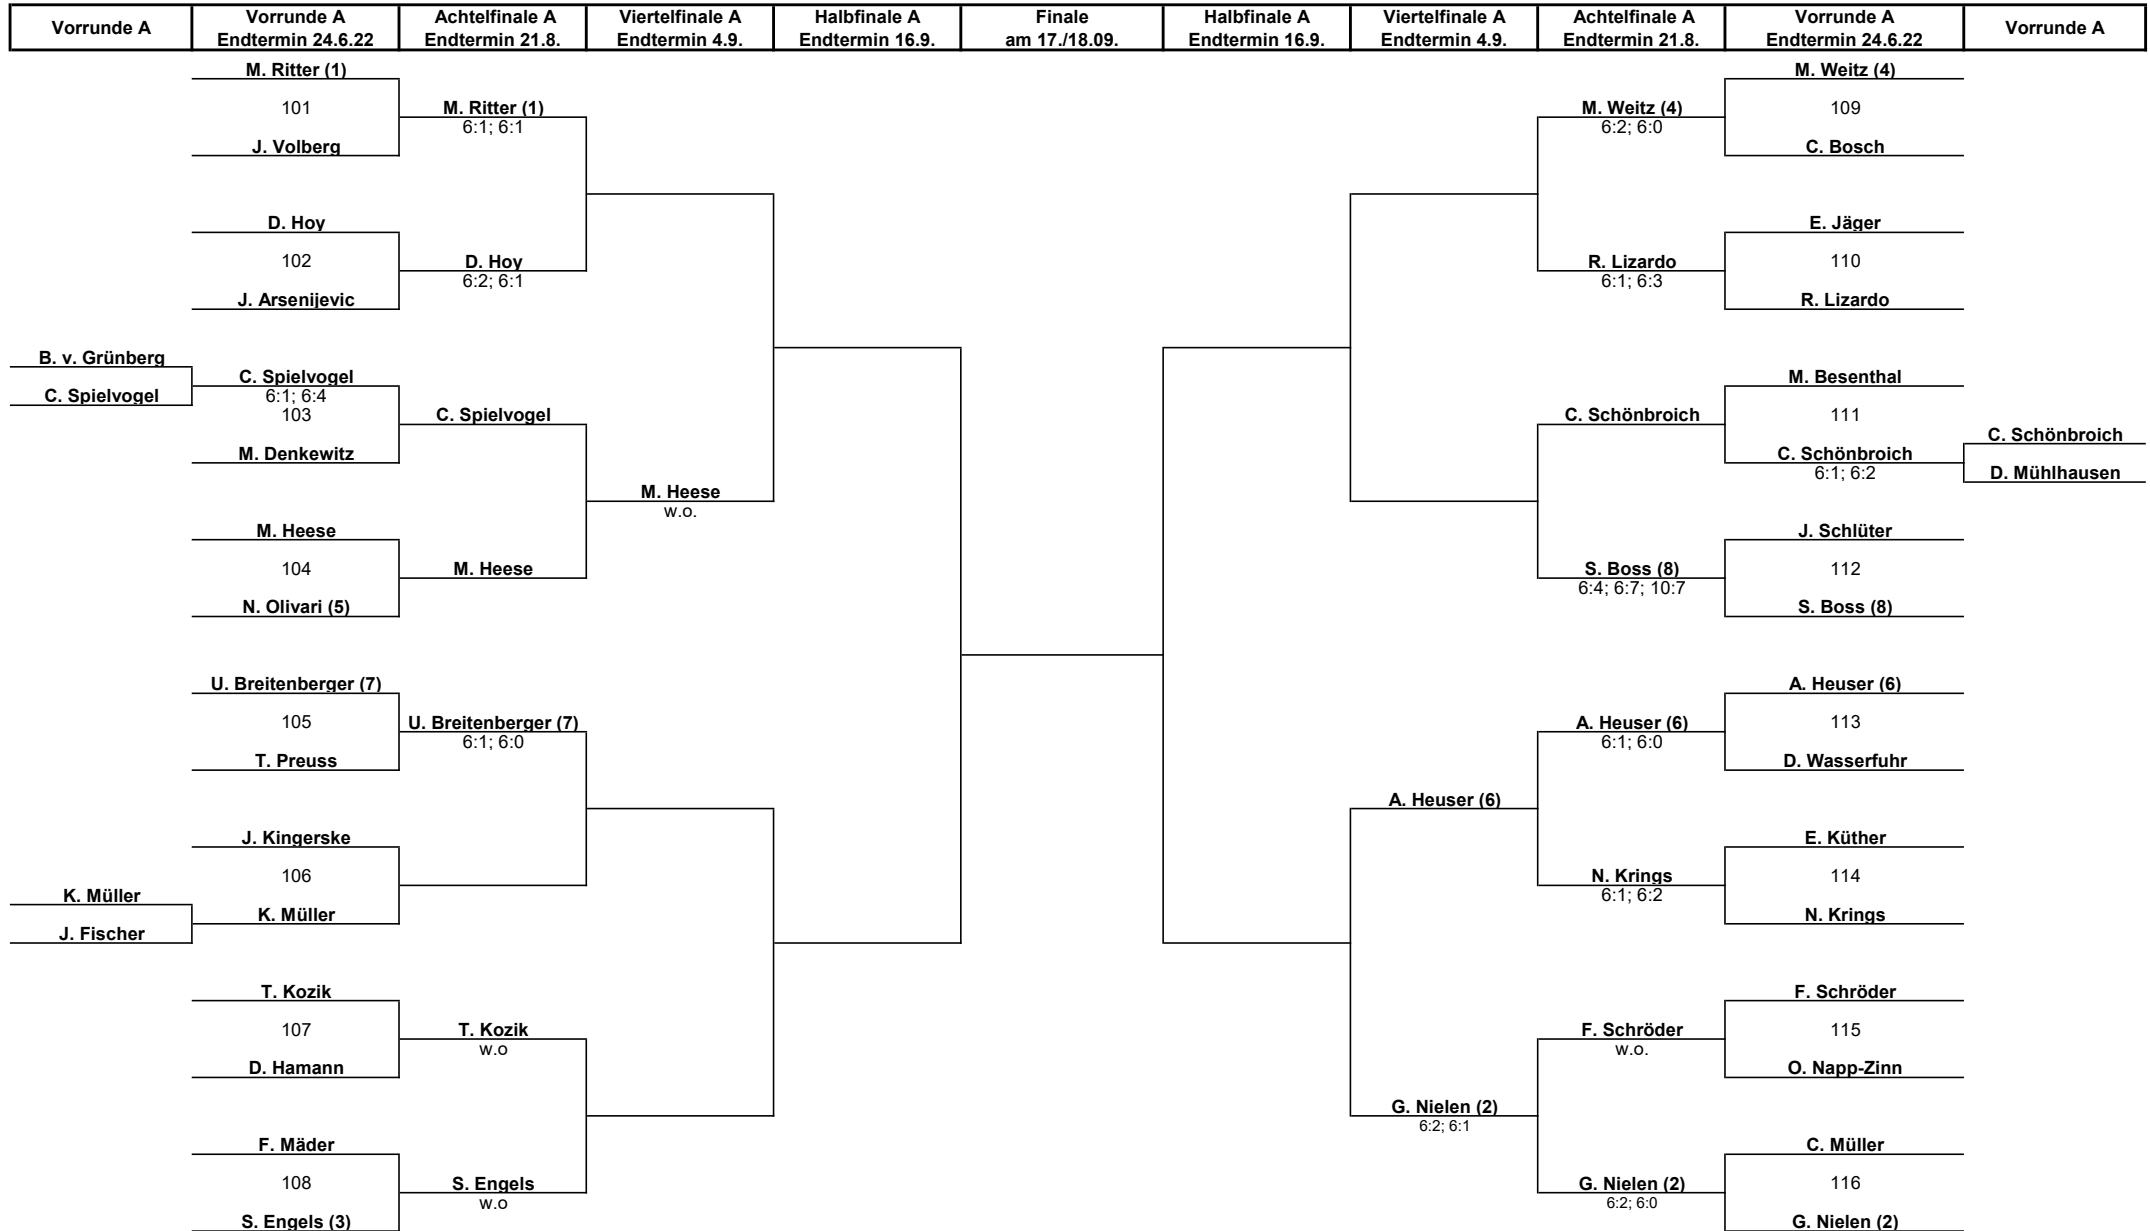 Vorrunde A
Vorrunde A
Endtermin 24.6.22
Achtelfinale A
Endtermin 21.8.
Viertelfinale A
Endtermin 4.9.
Halbfinale A
Endtermin 16.9.
Finale
am 17./18.09.
Halbfinale A
Endtermin 16.9.
Viertelfinale A
Endtermin 4.9.
Achtelfinale A
Endtermin 21.8.
Vorrunde A
Endtermin 24.6.22
Vorrunde A
B. v. Grünberg
C. Spielvogel
K. Müller
J. Fischer
M. Ritter (1)
101
J. Volberg
D. Hoy
102
J. Arsenijevic
C. Spielvogel
6:1; 6:4
103
M. Denkewitz
M. Heese
104
N. Olivari (5)
U. Breitenberger (7)
105
T. Preuss
J. Kingerske
106
K. Müller
T. Kozik
107
D. Hamann
F. Mäder
108
S. Engels (3)
M. Ritter (1)
6:1; 6:1
D. Hoy
6:2; 6:1
C. Spielvogel
M. Heese
U. Breitenberger (7)
6:1; 6:0
T. Kozik
w.o
S. Engels
w.o
M. Heese
w.o.
A. Heuser (6)
G. Nielen (2)
6:2; 6:1
M. Weitz (4)
6:2; 6:0
R. Lizardo
6:1; 6:3
C. Schönbroich
S. Boss (8)
6:4; 6:7; 10:7
A. Heuser (6)
6:1; 6:0
N. Krings
6:1; 6:2
F. Schröder
w.o.
G. Nielen (2)
6:2; 6:0
M. Weitz (4)
109
C. Bosch
E. Jäger
110
R. Lizardo
M. Besenthal
111
C. Schönbroich
6:1; 6:2
J. Schlüter
112
S. Boss (8)
A. Heuser (6)
113
D. Wasserfuhr
E. Küther
114
N. Krings
F. Schröder
115
O. Napp-Zinn
C. Müller
116
G. Nielen (2)
C. Schönbroich
D. Mühlhausen